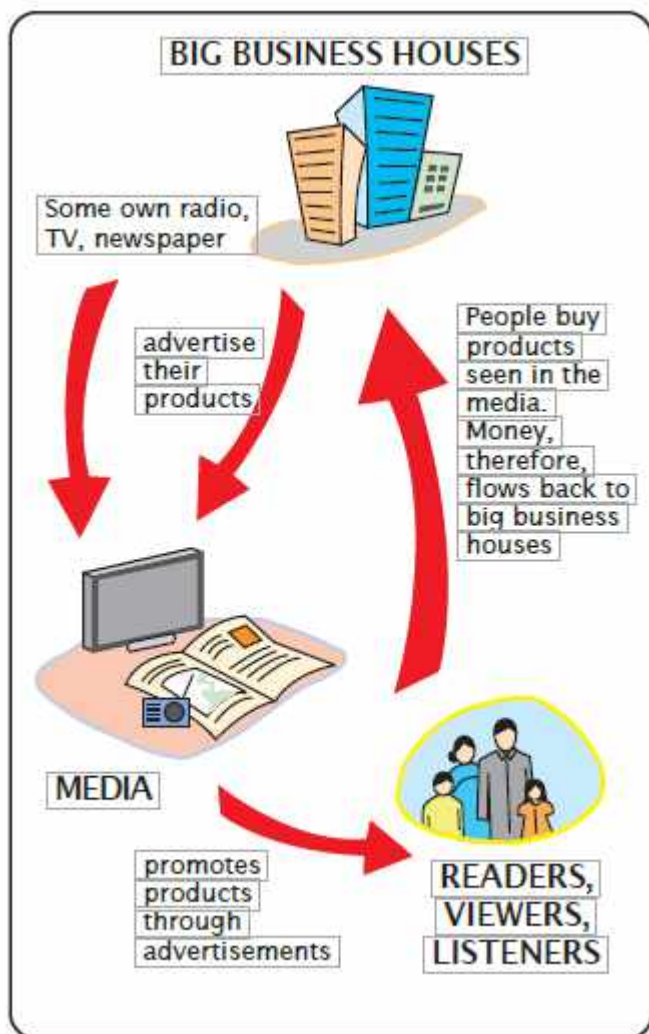 BIG BUSINESS HOUSES
Some own radio,
TV, newspaper
advertise
their
products
People buy
products
seen in the
media.
Money,
therefore,
flows back to
big business
houses
MEDIA
promotes
products
through
advertisements
READERS,
VIEWERS,
LISTENERS